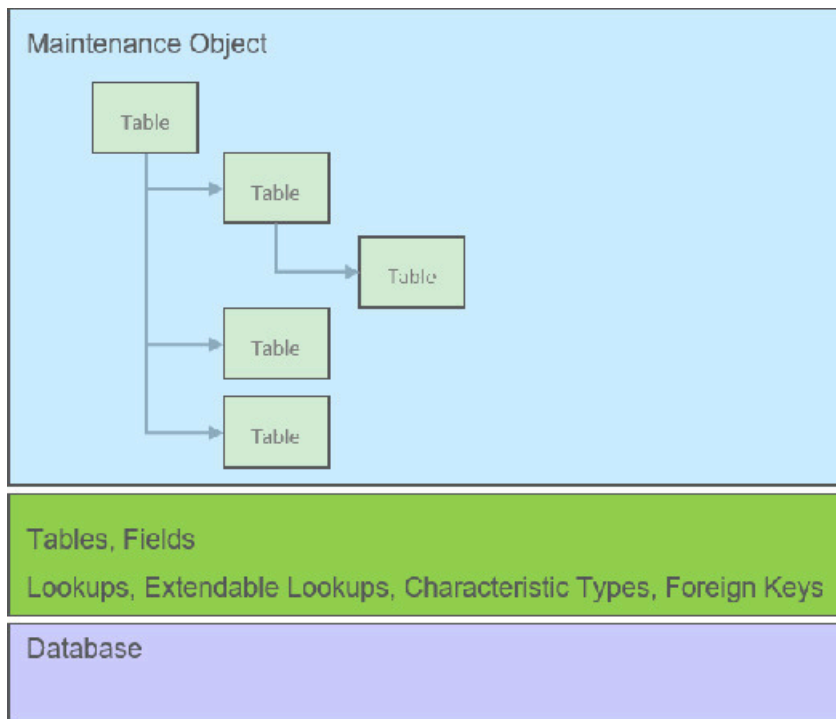 Maintenance Object
Table
Table
Table
Table
Table
Tables, Fields
Lookups, Extendable Lookups, Characteristic Types, Foreign Keys
Database